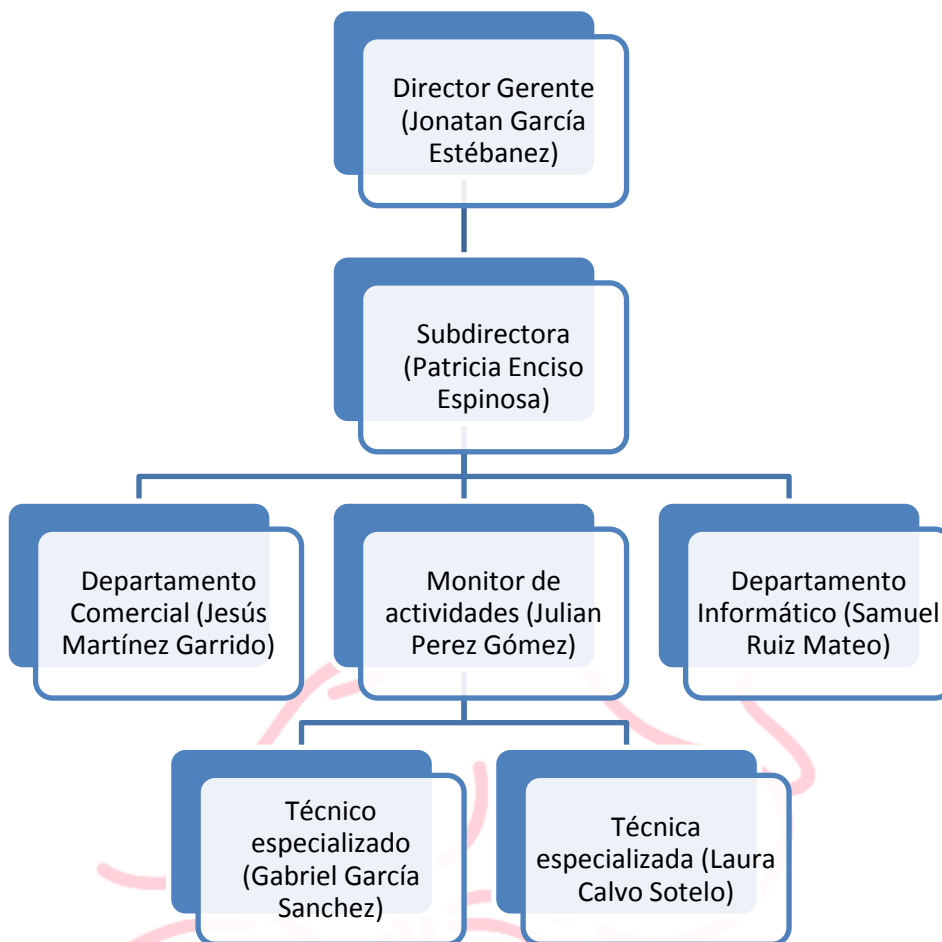 Director Gerente
(Jonatan García
Estébanez)
Subdirectora
(Patricia Enciso
Espinosa)
Departamento
Comercial (Jesús
Martínez Garrido)
Monitor de
actividades (Julian
Perez Gómez)
Departamento
Informático (Samuel
Ruiz Mateo)
Técnico
especializado
(Gabriel García
Sanchez)
Técnica
especializada (Laura
Calvo Sotelo)